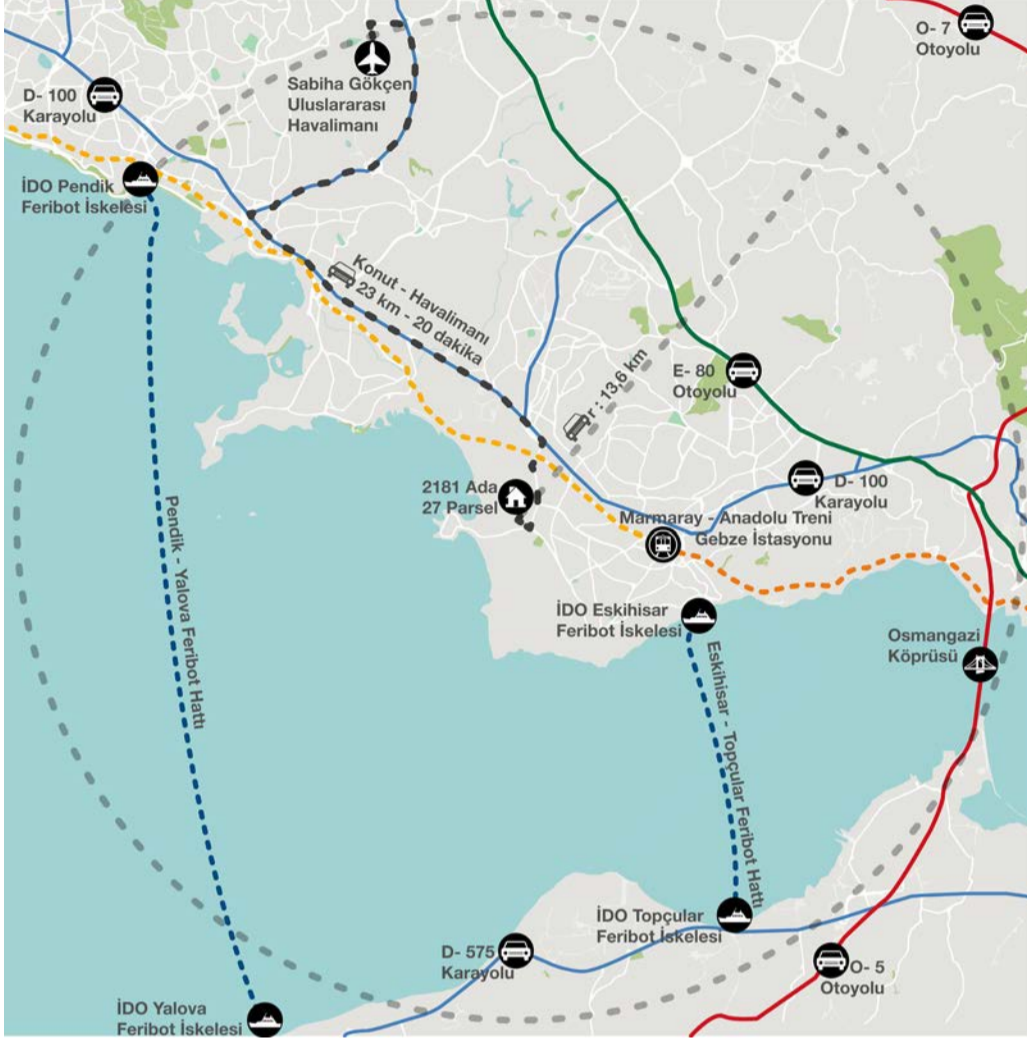 O- 7
Otoyolu
Sabiha Gökçen
Uluslararası
Havalimanı
D- 100
Karayolu
İDO Pendik
Feribot İskelesi
Konut - Havalimanı
23 km - 20 dakika
r : 13,6 km
E- 80
Otoyolu
2181 Ada
27 Parsel
D- 100
Karayolu
Marmaray - Anadolu Treni
Gebze İstasyonu
Pendik - Yalova Feribot Hattı
İDO Eskihisar
Feribot İskelesi
Osmangazi
Köprüsü
Eskihisar - Topçular Feribot Hattı
İDO Topçular
Feribot İskelesi
D- 575
Karayolu
O- 5
Otoyolu
İDO Yalova
Feribot İskelesi